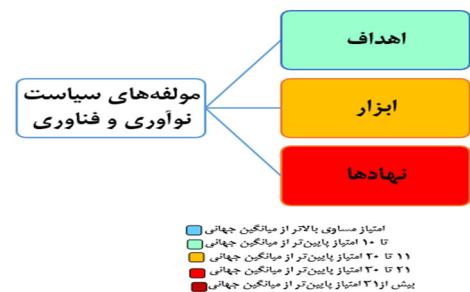 اهداف
مولفه‌های سیاست
نوآوری و فناوری
ابزار
نهادها
امتیاز مساوی بالاتر از میانگین جهانی
تا ۱۰ امتیاز پایین‌تر از میانگین جهانی
۱۱ تا ۲۰ امتیاز پایین‌تر از میانگین جهانی
۲۱ تا ۳۰ امتیاز پایین‌تر از میانگین جهانی
بیش از ۳۱ امتیاز پایین‌تر از میانگین جهانی